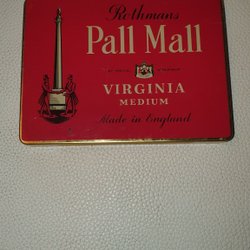 Rothmans
Pall Mall
VIRGINIA
MEDIUM
Made in England